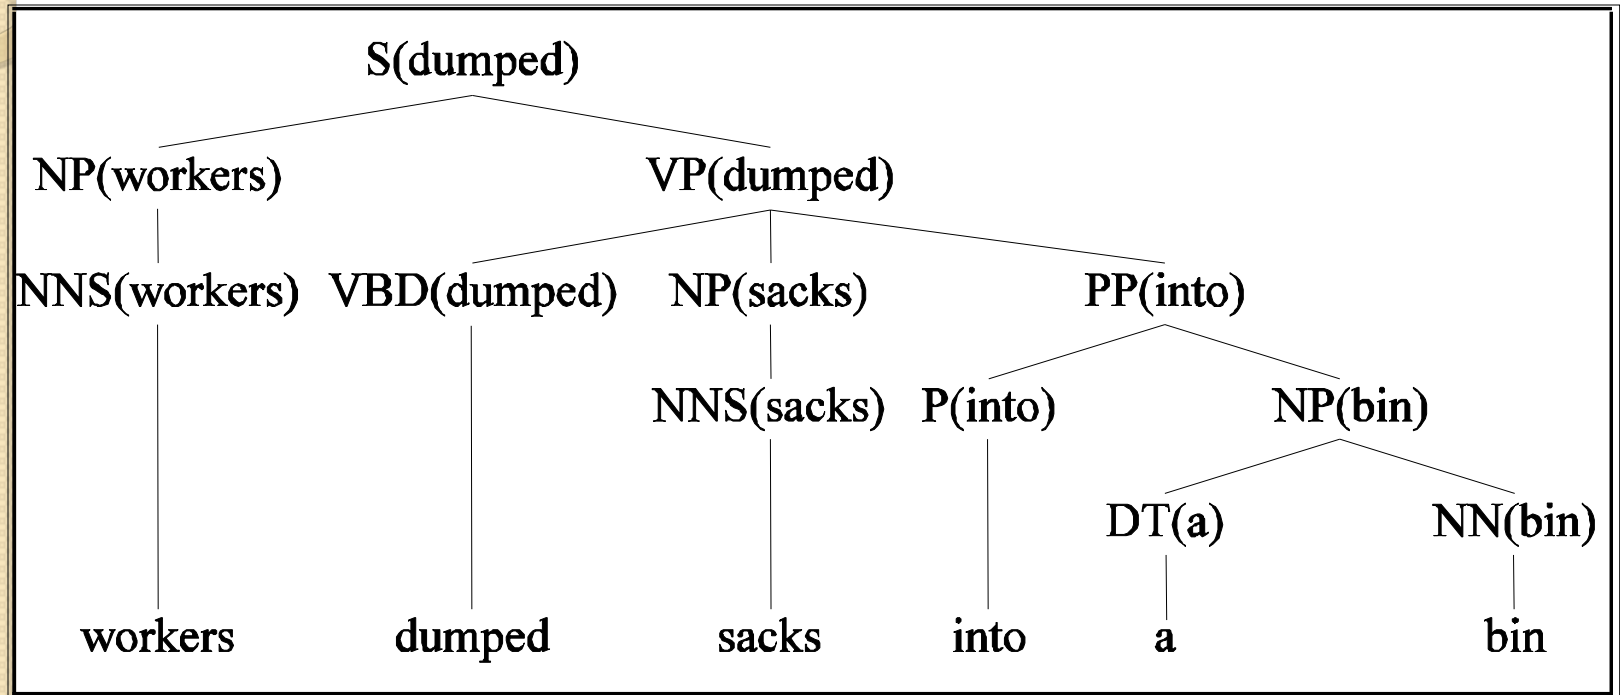 S(dumped)
NP(workers) VP(dumped)
NNS(workers) VBD(dumped) NP(sacks) PP(into)
NNS(sacks) P(into) NP(bin)
DT(a) NN(bin)
workers dumped sacks into a bin